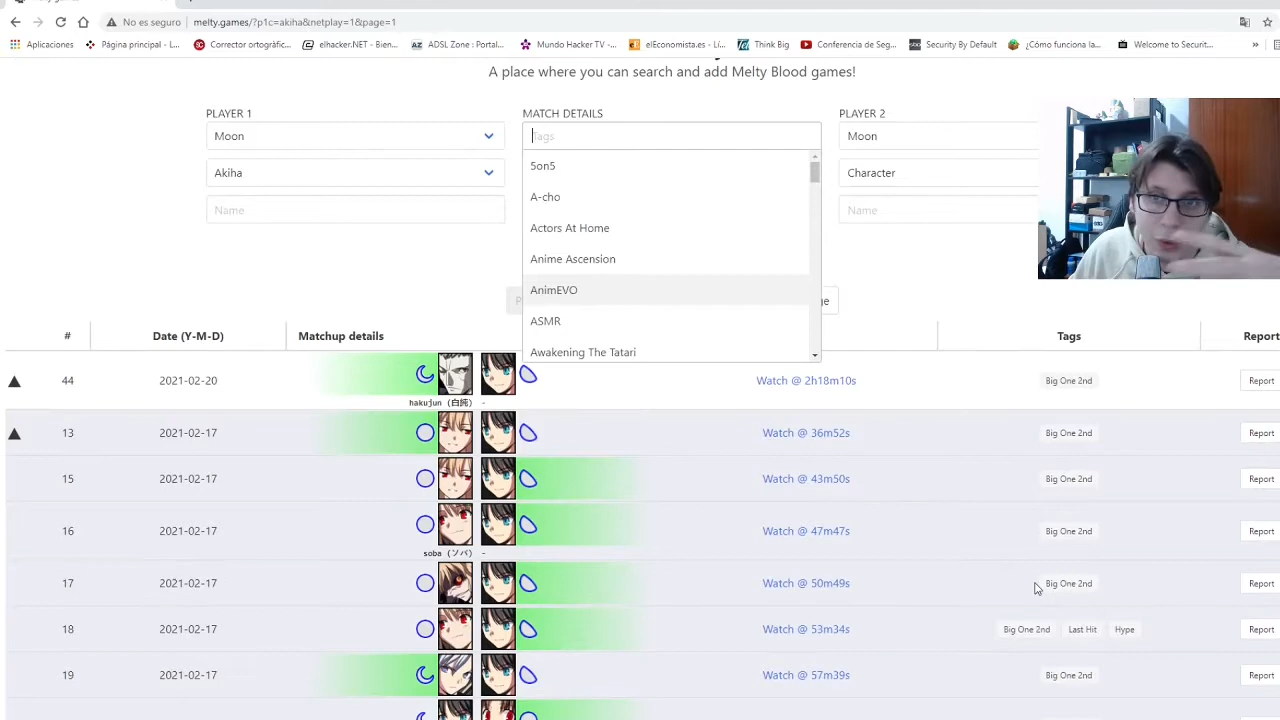 No es seguro melty.games/?p1c=akiha&netplay=1&page=1
Aplicaciones Página principal - L... Corrector ortográfic... elhacker.NET - Bien... ADSL Zone : Portal... Mundo Hacker TV -... elEconomista.es - Lí... Think Big Conferencia de Seg... Security By Default ¿Cómo funciona la... Welcome to Securit... »
A place where you can search and add Melty Blood games!
PLAYER 1 MATCH DETAILS PLAYER 2
Moon Tags Moon
5on5
Akiha Character
A-cho
Name Name
Actors At Home
Anime Ascension
AnimEVO
ASMR
# Date (Y-M-D) Matchup details Tags Report
Awakening The Tatari
44 2021-02-20 Watch @ 2h18m10s Big One 2nd Report
hakujun (白純) -
13 2021-02-17 Watch @ 36m52s Big One 2nd Report
15 2021-02-17 Watch @ 43m50s Big One 2nd Report
16 2021-02-17 Watch @ 47m47s Big One 2nd Report
soba (ソバ) -
17 2021-02-17 Watch @ 50m49s Big One 2nd Report
18 2021-02-17 Watch @ 53m34s Big One 2nd Last Hit Hype Report
19 2021-02-17 Watch @ 57m39s Big One 2nd Report